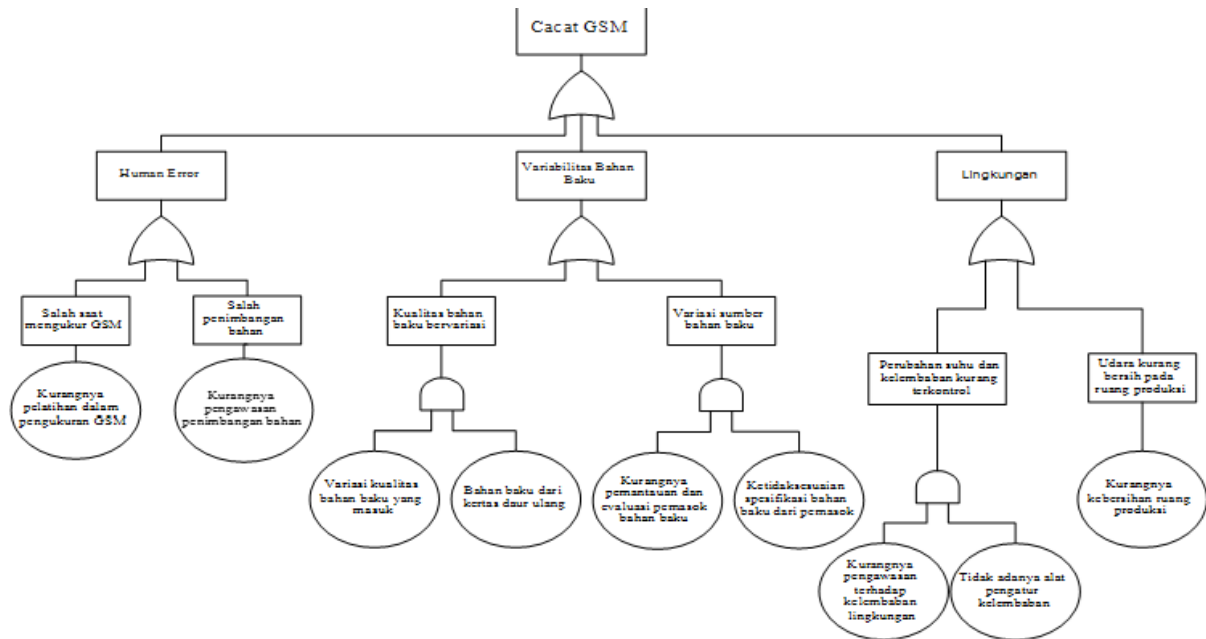 Cacat GSM
Human Error
Variabilitas Bahan
Baku
Lingkungan
Salah saat
mengukur GSM
Salah
penimbangan
bahan
Kualitas bahan
baku bervariasi
Variasi sumber
bahan baku
Perubahan suhu dan
kelembaban kurang
terkontrol
Udara kurang
bersih pada
ruang produksi
Kurangnya
pelatihan dalam
pengukuran GSM
Kurangnya
pengawasan
penimbangan bahan
Variasi kualitas
bahan baku yang
masuk
Bahan baku dari
kertas daur ulang
Kurangnya
pemantauan dan
evaluasi pemasok
bahan baku
Ketidaksesuaian
spesifikasi bahan
baku dari pemasok
Kurangnya
pengawasan
terhadap
kelembaban
lingkungan
Tidak adanya alat
pengatur
kelembaban
Kurangnya
kebersihan ruang
produksi